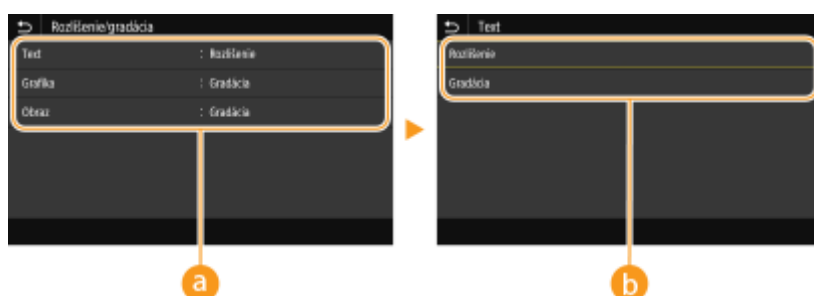 Rozlíšenie/gradácia
Text : Rozlíšenie
Grafika : Gradácia
Obraz : Gradácia
a
Text
Rozlíšenie
Gradácia
b